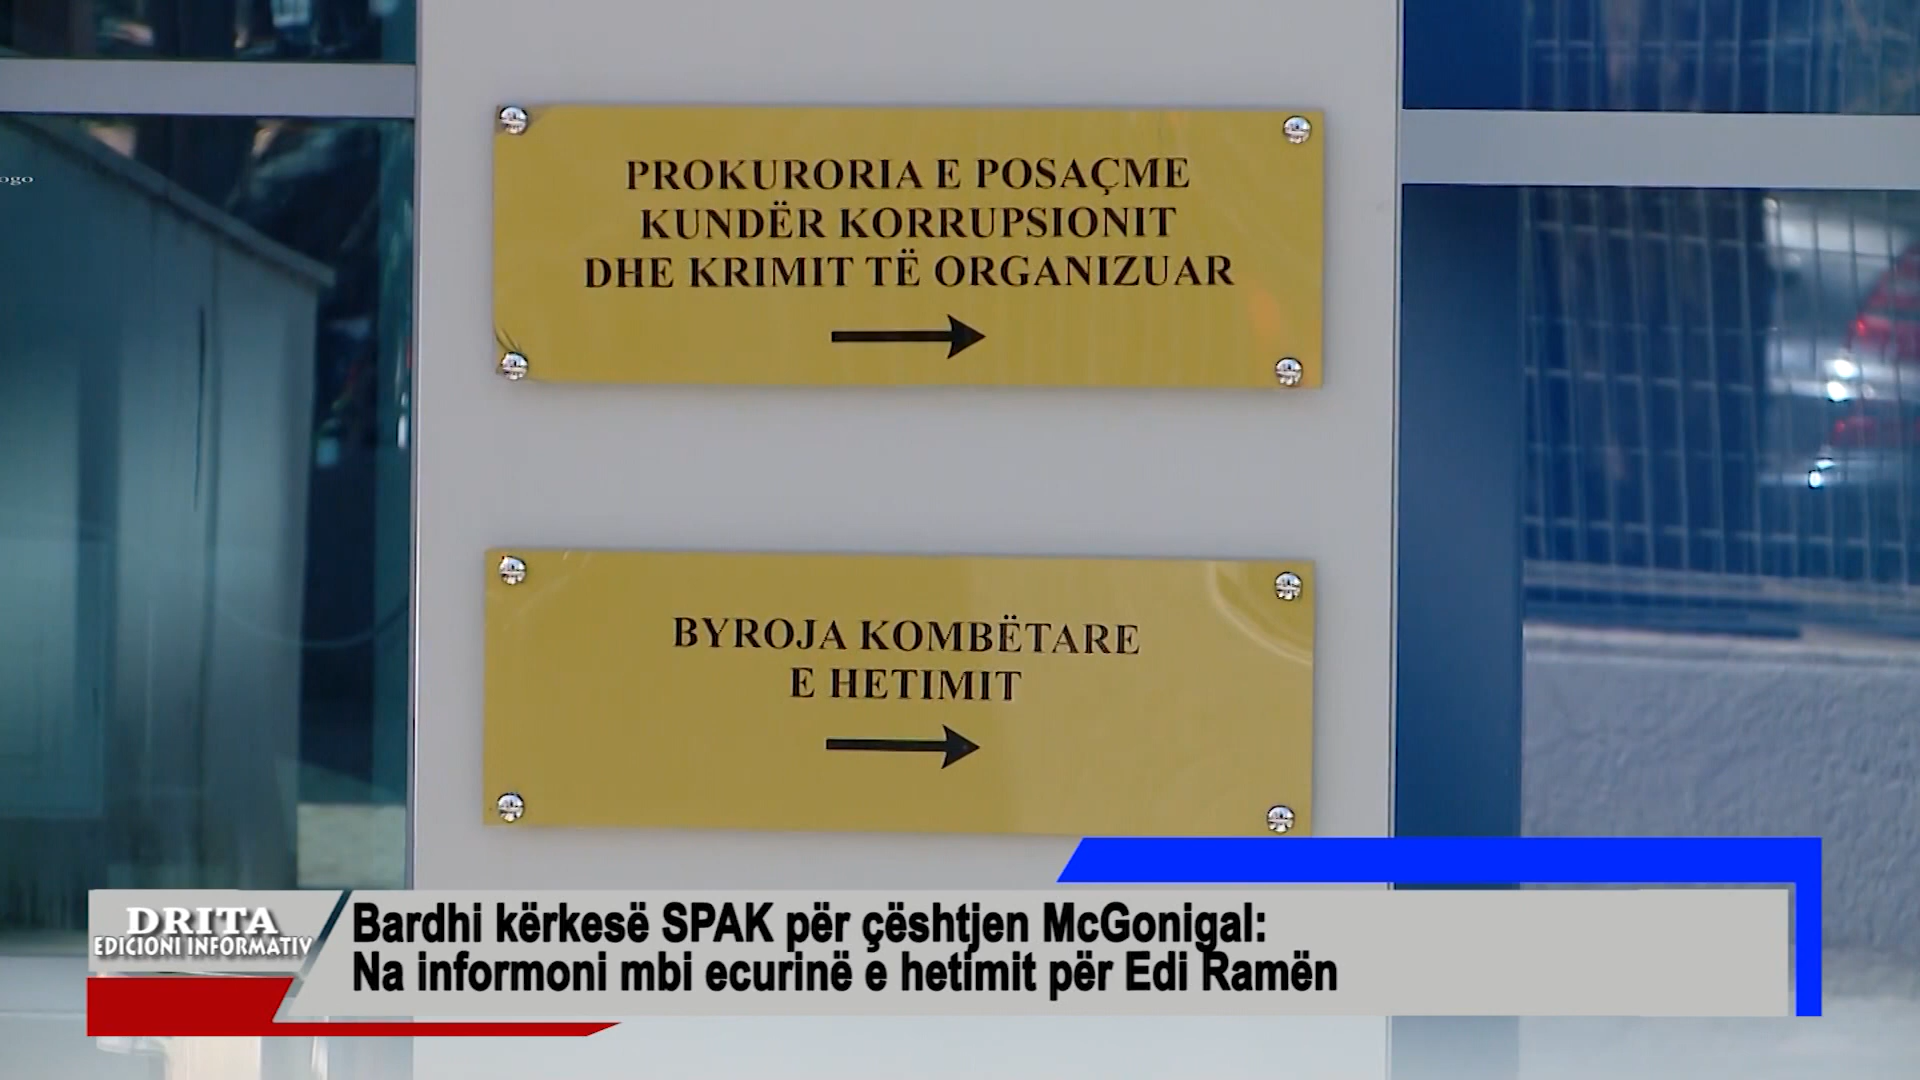 ogo
PROKURORIA E POSAÇME
KUNDËR KORRUPSIONIT
DHE KRIMIT TË ORGANIZUAR
BYROJA KOMBËTARE
E HETIMIT
DRITA
EDICIONI INFORMATIV
Bardhi kërkesë SPAK për çështjen McGonigal:
Na informoni mbi ecurinë e hetimit për Edi Ramën